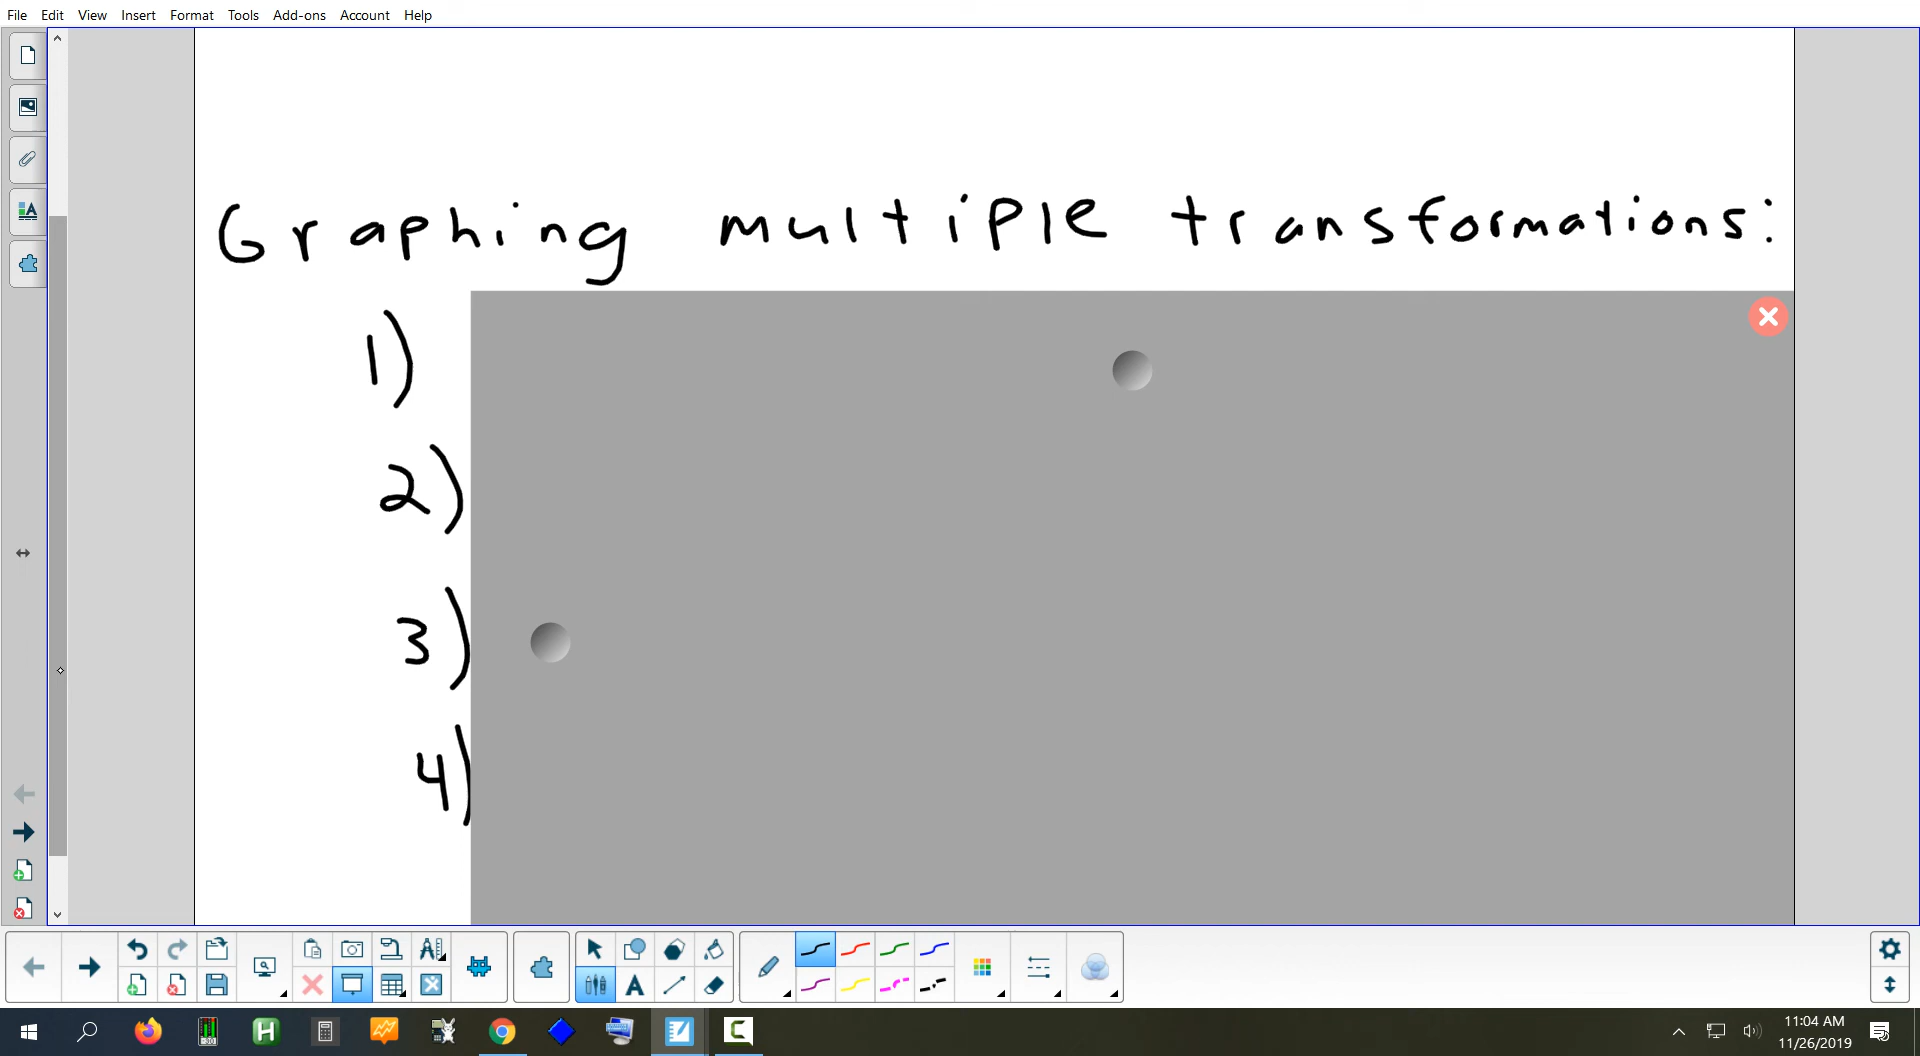 File Edit View Insert Format Tools Add-ons Account Help
Graphing multiple transformations:
1)
2)
3)
4)
11:04 AM
11/26/2019